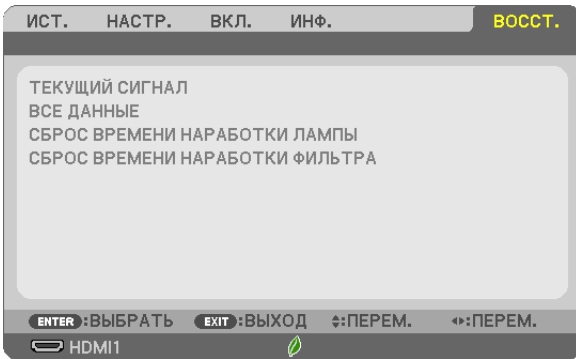 ИСТ. НАСТР. ВКЛ. ИНФ. ВОССТ.
ТЕКУЩИЙ СИГНАЛ
ВСЕ ДАННЫЕ
СБРОС ВРЕМЕНИ НАРАБОТКИ ЛАМПЫ
СБРОС ВРЕМЕНИ НАРАБОТКИ ФИЛЬТРА
ENTER :ВЫБРАТЬ EXIT :ВЫХОД :ПЕРЕМ. :ПЕРЕМ.
HDMI1